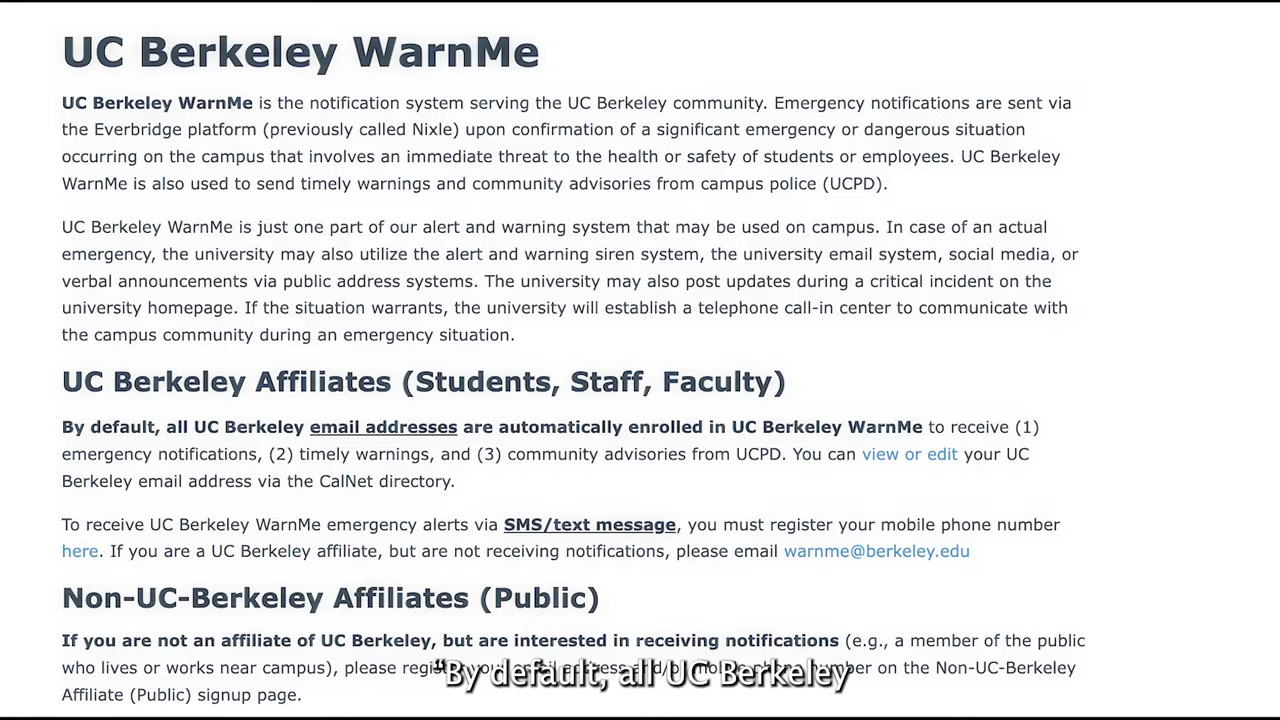 UC Berkeley WarnMe
UC Berkeley WarnMe is the notification system serving the UC Berkeley community. Emergency notifications are sent via
the Everbridge platform (previously called Nixle) upon confirmation of a significant emergency or dangerous situation
occurring on the campus that involves an immediate threat to the health or safety of students or employees. UC Berkeley
WarnMe is also used to send timely warnings and community advisories from campus police (UCPD).
UC Berkeley WarnMe is just one part of our alert and warning system that may be used on campus. In case of an actual
emergency, the university may also utilize the alert and warning siren system, the university email system, social media, or
verbal announcements via public address systems. The university may also post updates during a critical incident on the
university homepage. If the situation warrants, the university will establish a telephone call-in center to communicate with
the campus community during an emergency situation.
UC Berkeley Affiliates (Students, Staff, Faculty)
By default, all UC Berkeley email addresses are automatically enrolled in UC Berkeley WarnMe to receive (1)
emergency notifications, (2) timely warnings, and (3) community advisories from UCPD. You can view or edit your UC
Berkeley email address via the CalNet directory.
To receive UC Berkeley WarnMe emergency alerts via SMS/text message, you must register your mobile phone number
here. If you are a UC Berkeley affiliate, but are not receiving notifications, please email warnme@berkeley.edu
Non-UC-Berkeley Affiliates (Public)
If you are not an affiliate of UC Berkeley, but are interested in receiving notifications (e.g., a member of the public
who lives or works near campus), please number on the Non-UC-Berkeley
Affiliate (Public) signup page.
“By default, all UC Berkeley